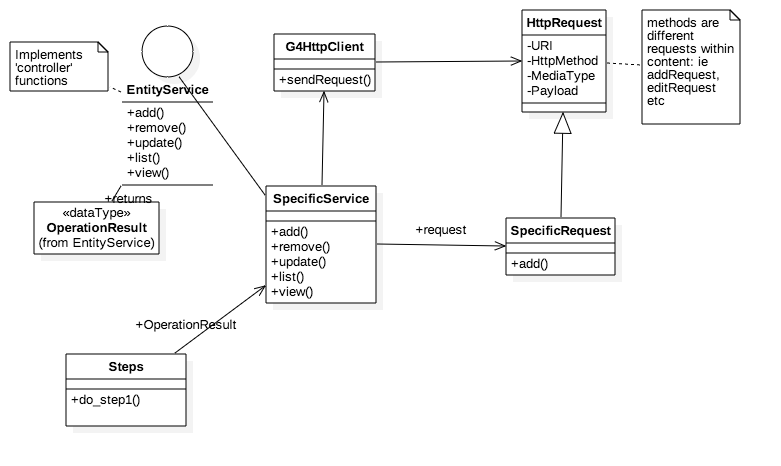 Implements
'controller'
functions
EntityService
+add()
+remove()
+update()
+list()
+view()
+returns
«dataType»
OperationResult
(from EntityService)
G4HttpClient
+sendRequest()
HttpRequest
-URI
-HttpMethod
-MediaType
-Payload
methods are
different
requests within
content: ie
addRequest,
editRequest
etc
SpecificService
+add()
+remove()
+update()
+list()
+view()
+request
SpecificRequest
+add()
+OperationResult
Steps
+do_step1()